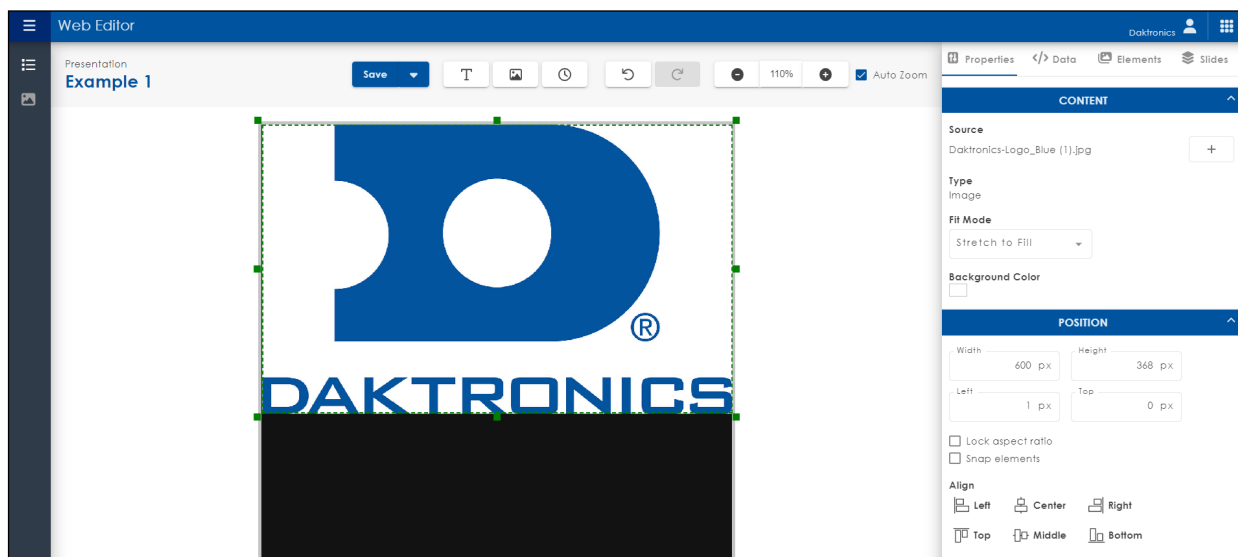 Web Editor
Daktronics
Presentation
Example 1
Save
T
110%
Auto Zoom
Properties
</> Data
Elements
Slides
CONTENT
Source
Daktronics-Logo_Blue (1).jpg
+
Type
Image
Fit Mode
Stretch to Fill
Background Color
POSITION
Width
600 px
Height
368 px
Left
1 px
Top
0 px
Lock aspect ratio
Snap elements
Align
Left Center Right
Top Middle Bottom
®
DAKTRONICS